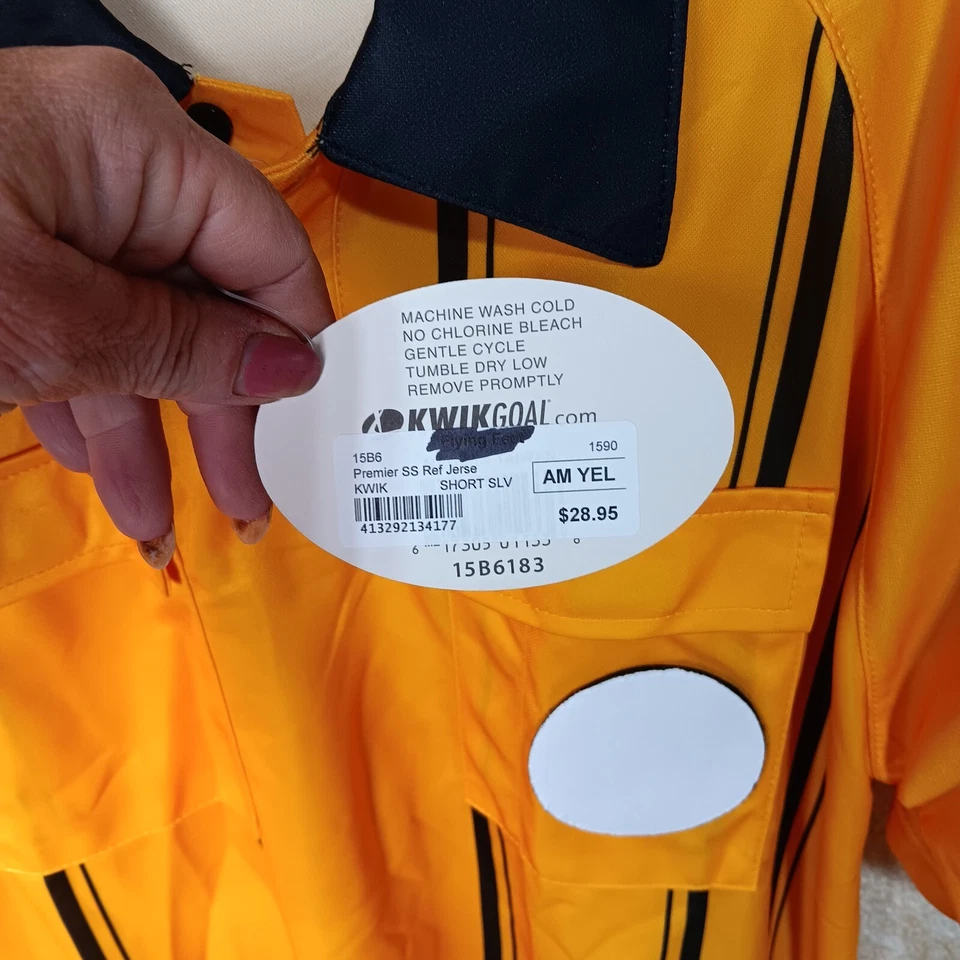 MACHINE WASH COLD
NO CHLORINE BLEACH
GENTLE CYCLE
TUMBLE DRY LOW
REMOVE PROMPTLY
KWIKGOAL.com
Flying
15B6 1590
Premier SS Ref Jerse
KWIK SHORT SLV AM YEL
413292134177 $28.95
15B6183